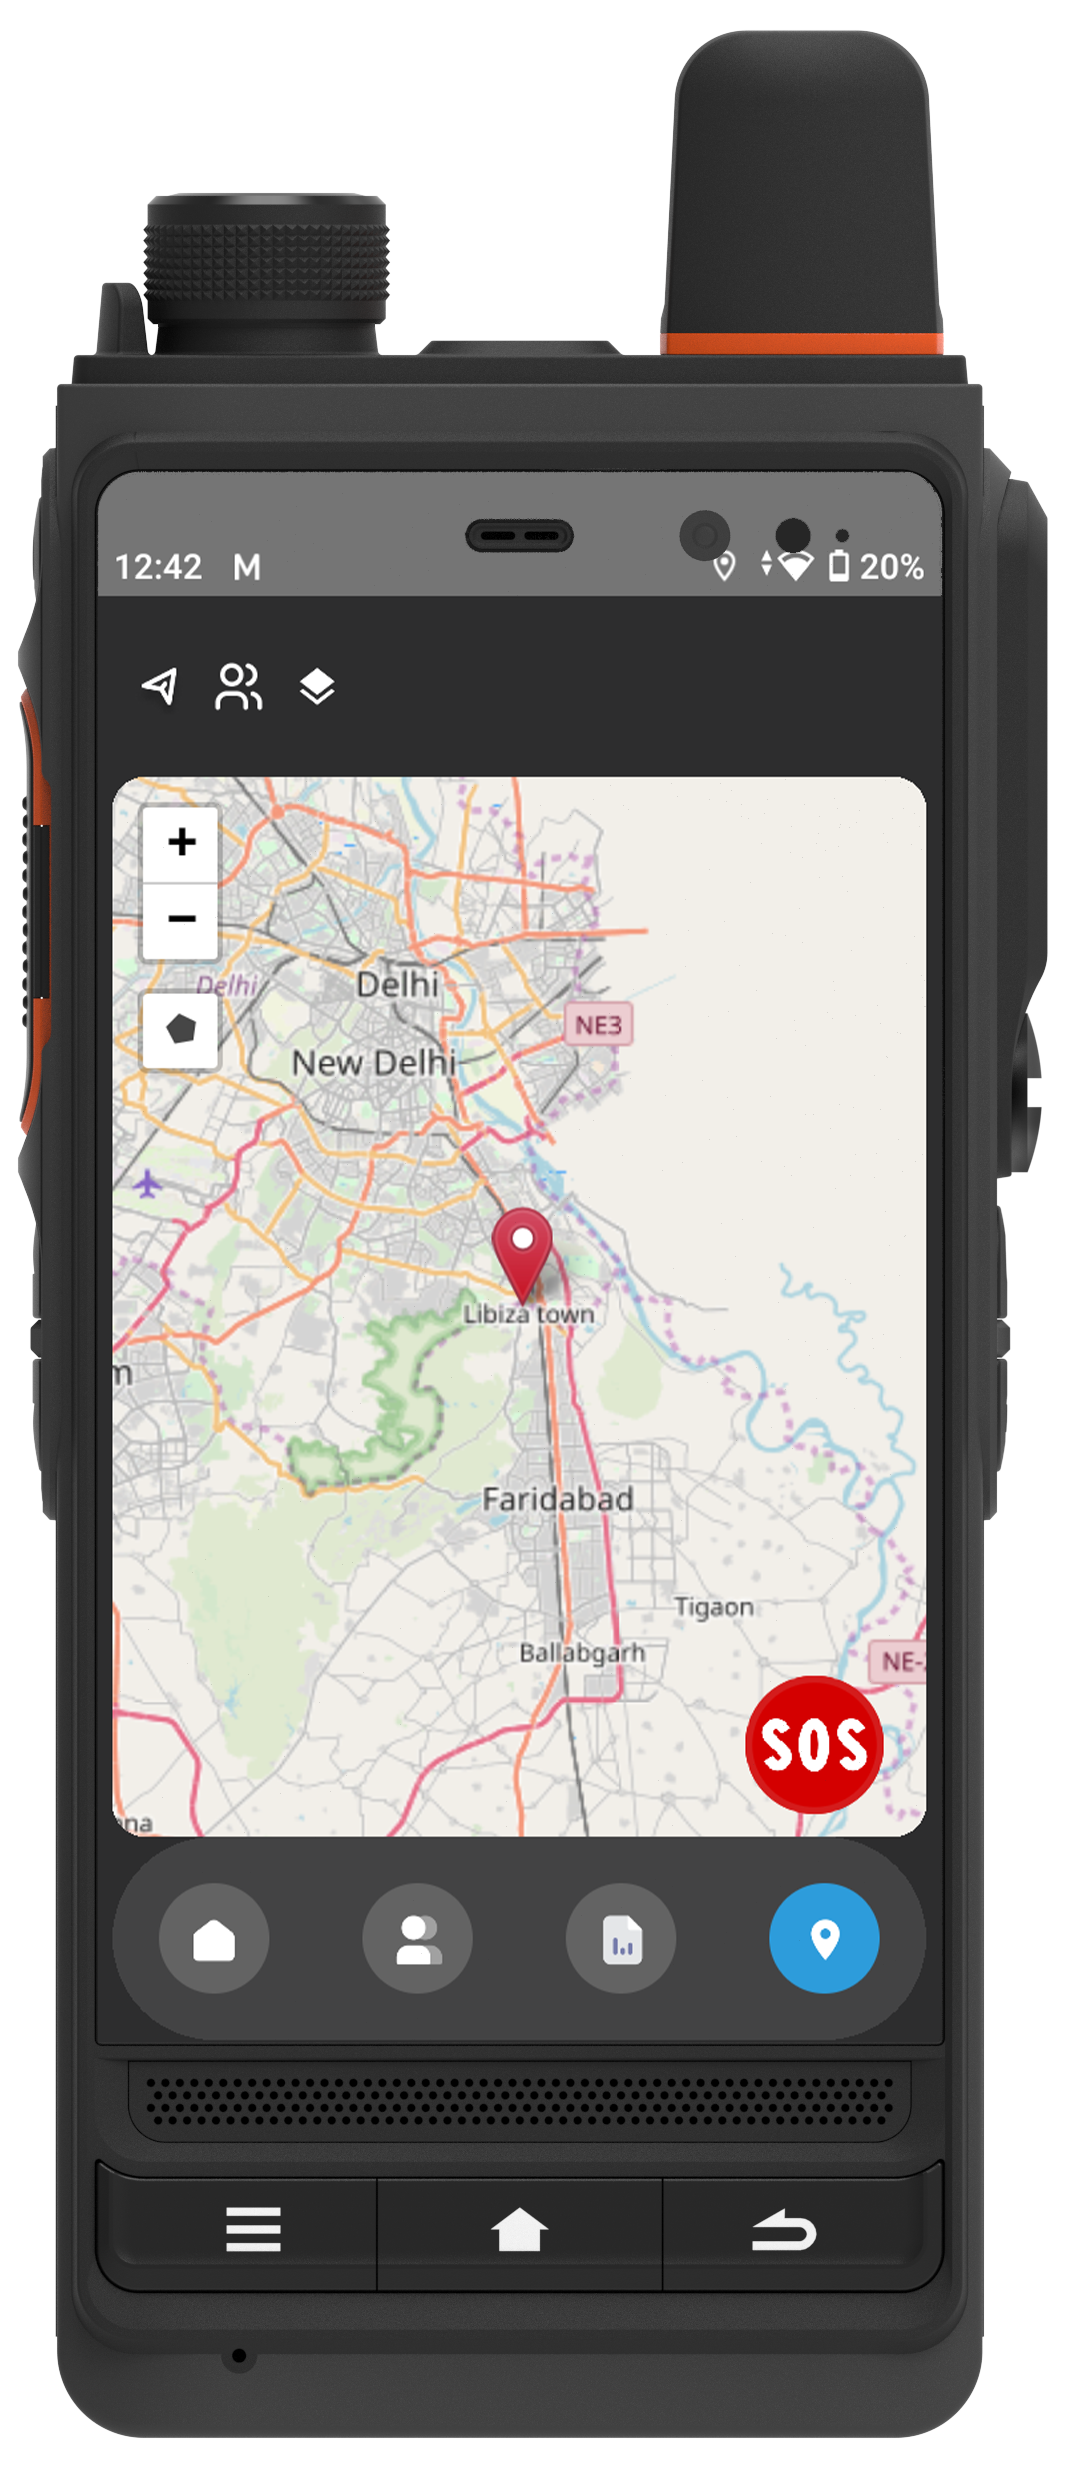 12:42 M 20%
+
−
Delhi
Delhi
NE3
New Delhi
Libiza town
m
Faridabad
Tigaon
Ballabgarh
NE-
SOS
na